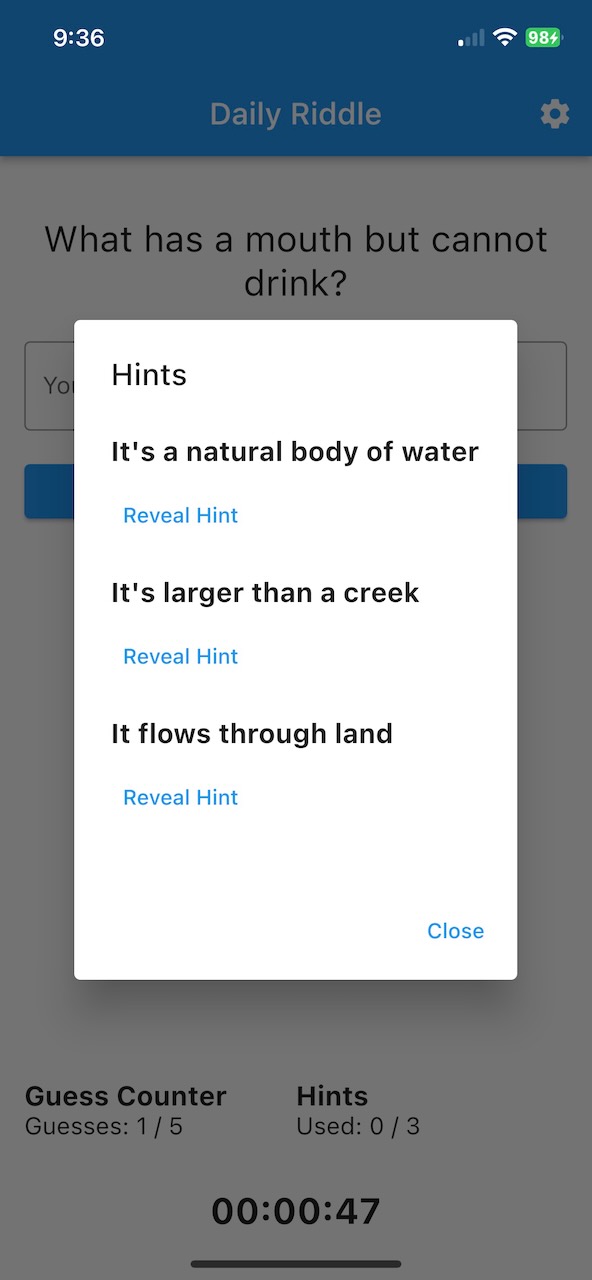 9:36
98
Daily Riddle
What has a mouth but cannot
drink?
You
Hints
It's a natural body of water
Reveal Hint
It's larger than a creek
Reveal Hint
It flows through land
Reveal Hint
Close
Guess Counter
Guesses: 1 / 5
Hints
Used: 0 / 3
00:00:47